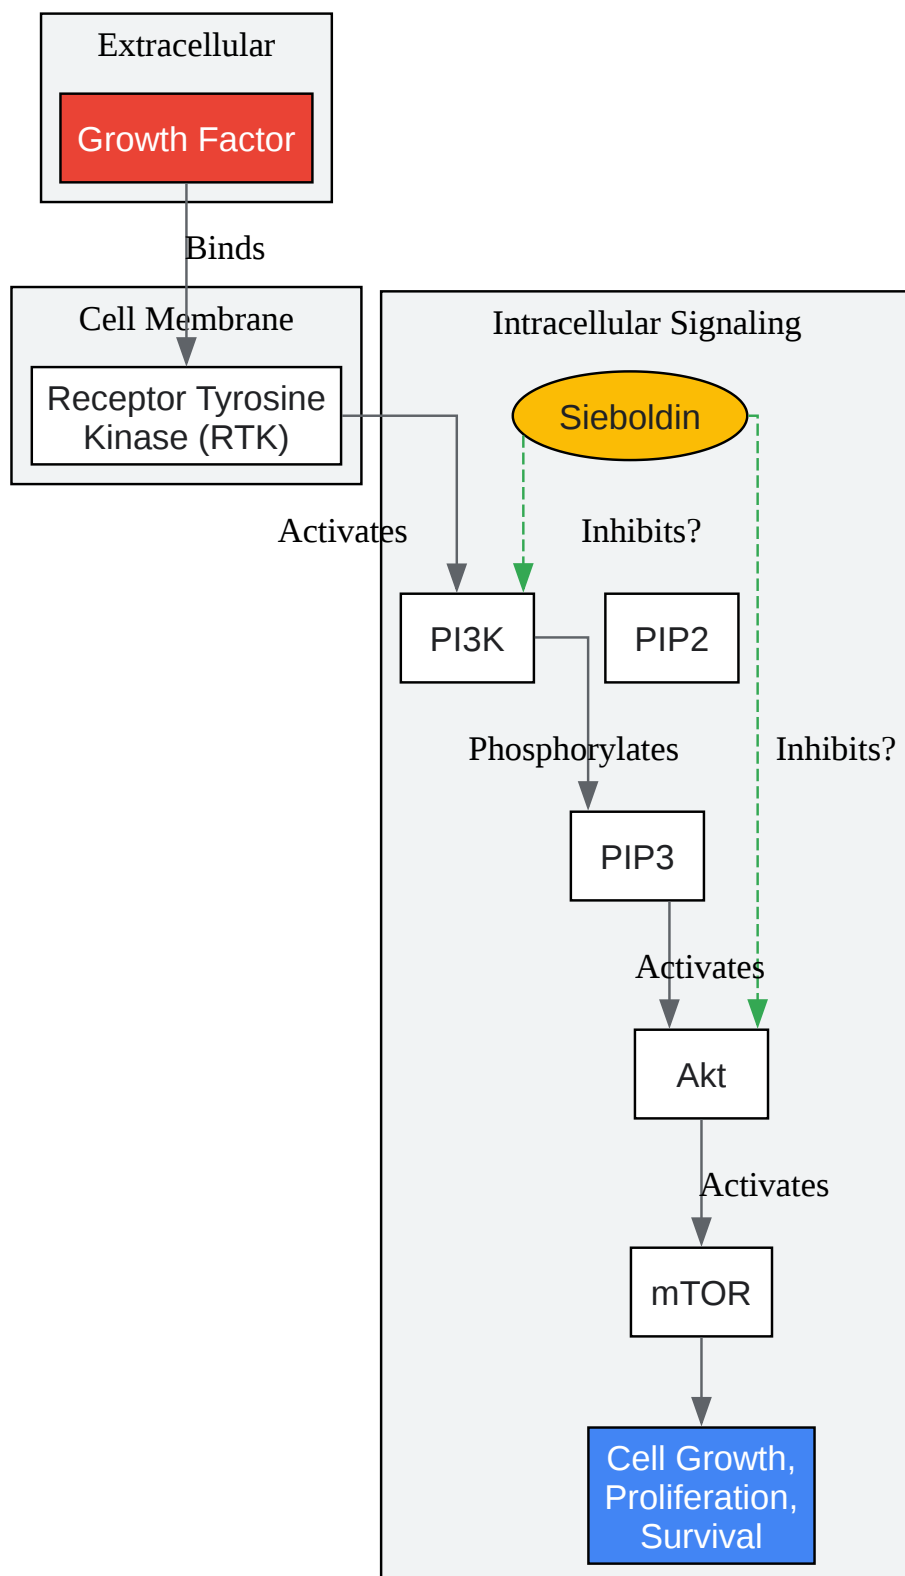 Extracellular
Growth Factor
Binds
Cell Membrane
Receptor Tyrosine
Kinase (RTK)
Intracellular Signaling
Sieboldin
Activates
Inhibits?
PI3K
PIP2
Phosphorylates
Inhibits?
PIP3
Activates
Akt
Activates
mTOR
Cell Growth,
Proliferation,
Survival